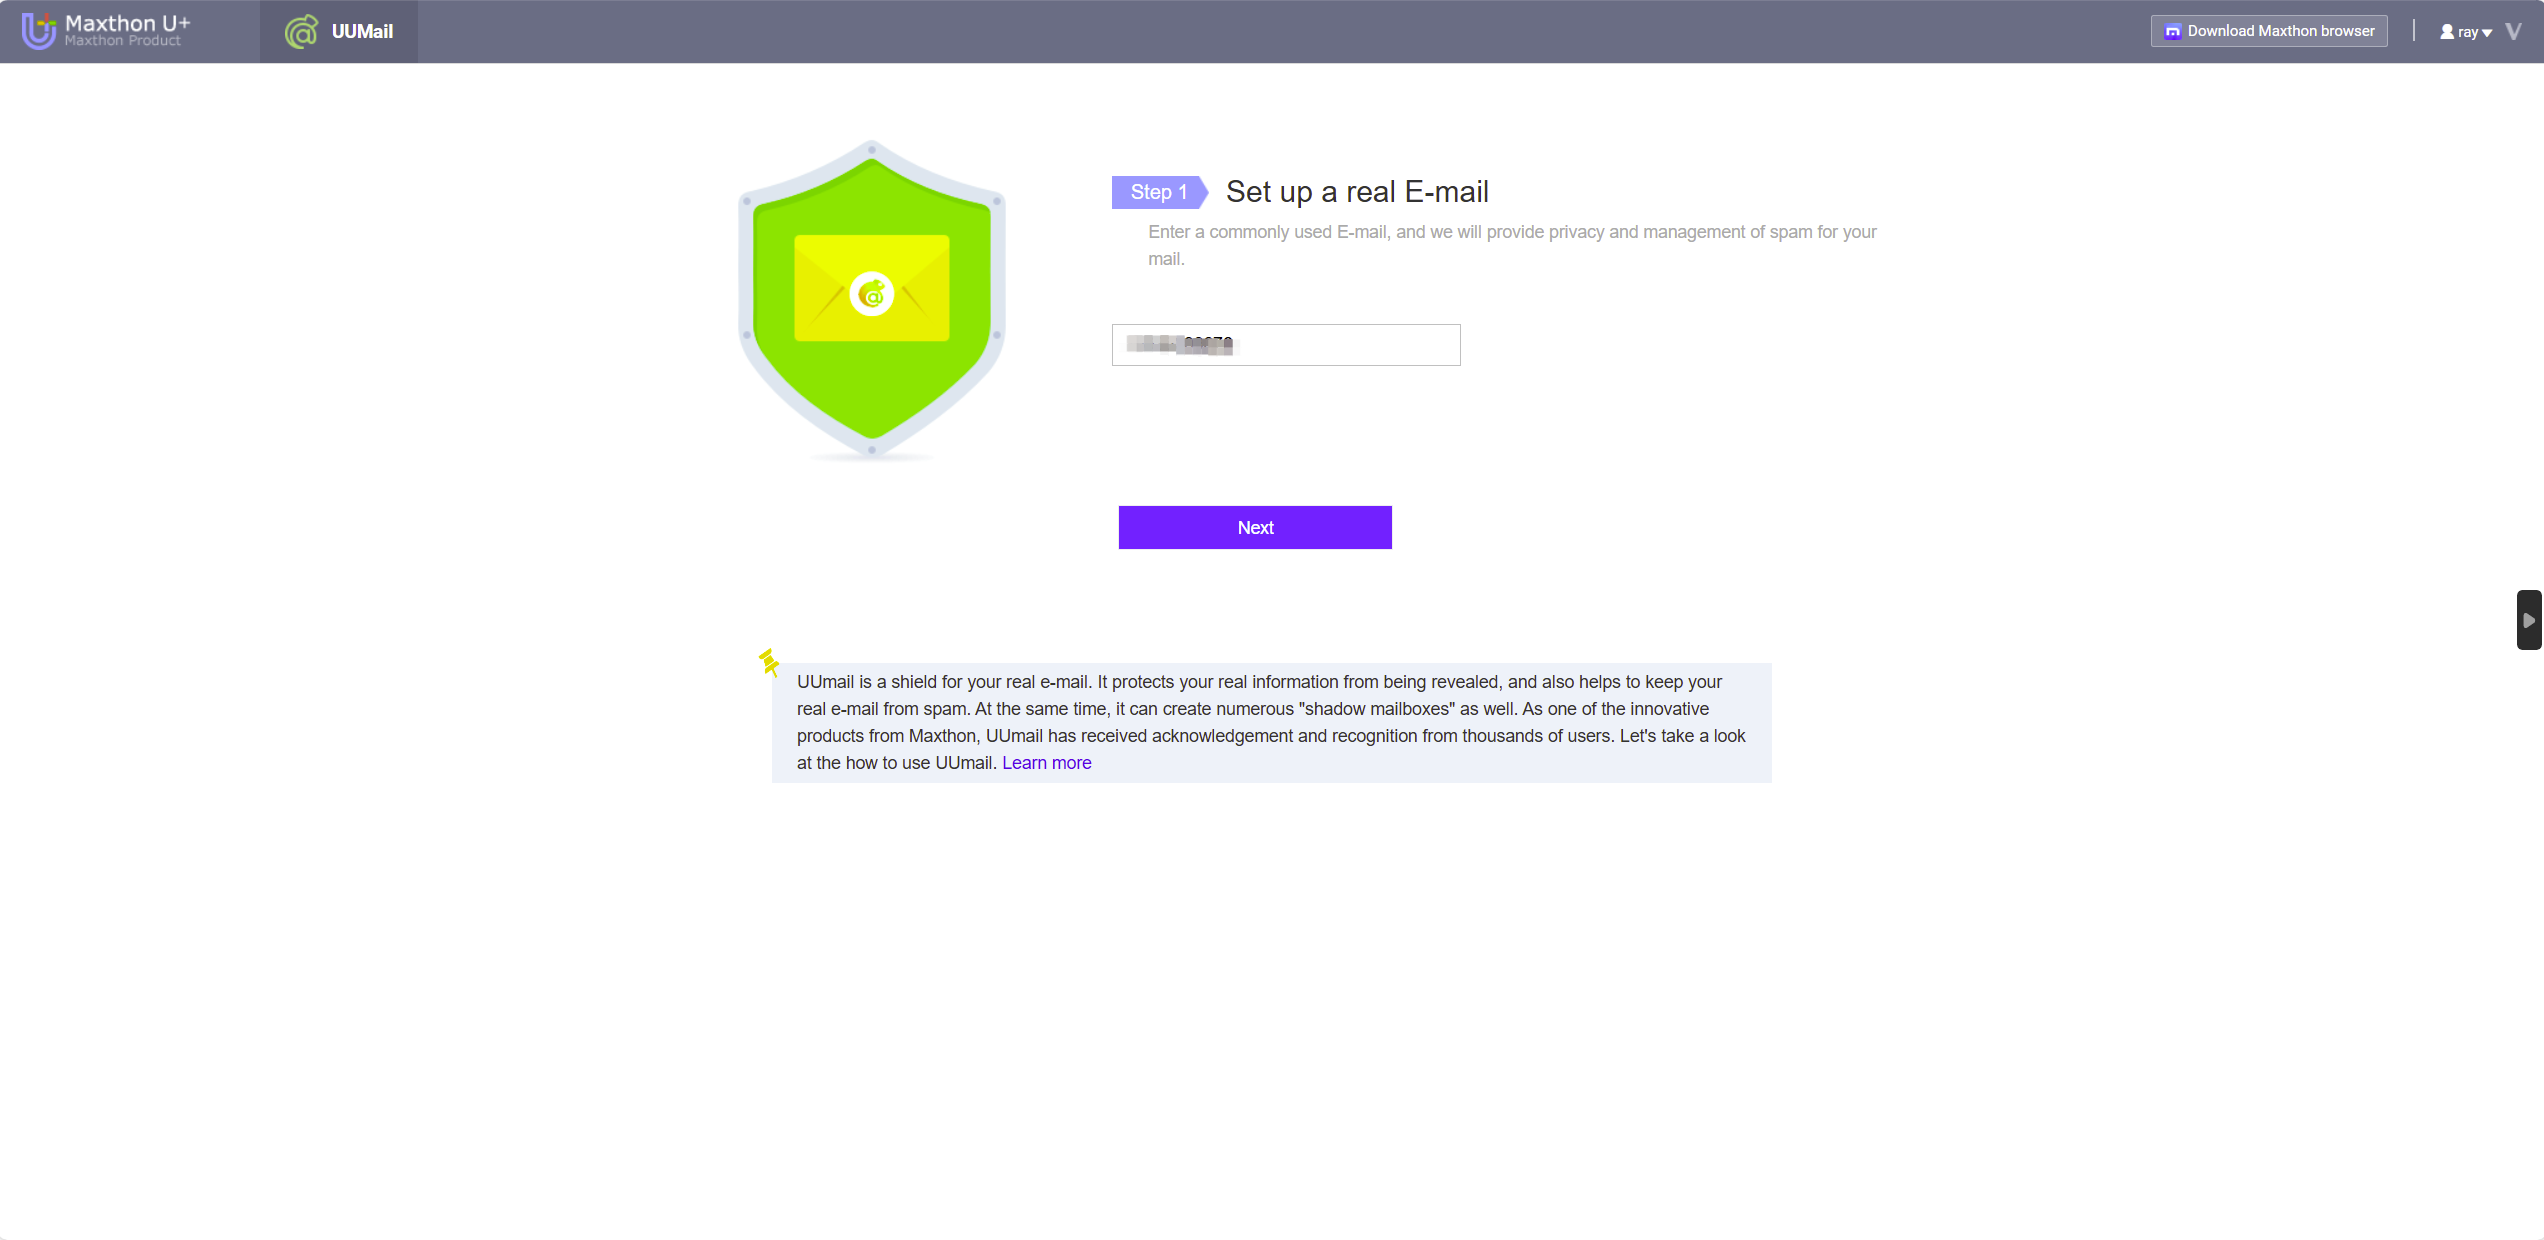 Maxthon U+
Maxthon Product
UUMail
Download Maxthon browser
ray
Step 1
Set up a real E-mail
Enter a commonly used E-mail, and we will provide privacy and management of spam for your
mail.
Next
UUmail is a shield for your real e-mail. It protects your real information from being revealed, and also helps to keep your
real e-mail from spam. At the same time, it can create numerous "shadow mailboxes" as well. As one of the innovative
products from Maxthon, UUmail has received acknowledgement and recognition from thousands of users. Let's take a look
at the how to use UUmail. Learn more